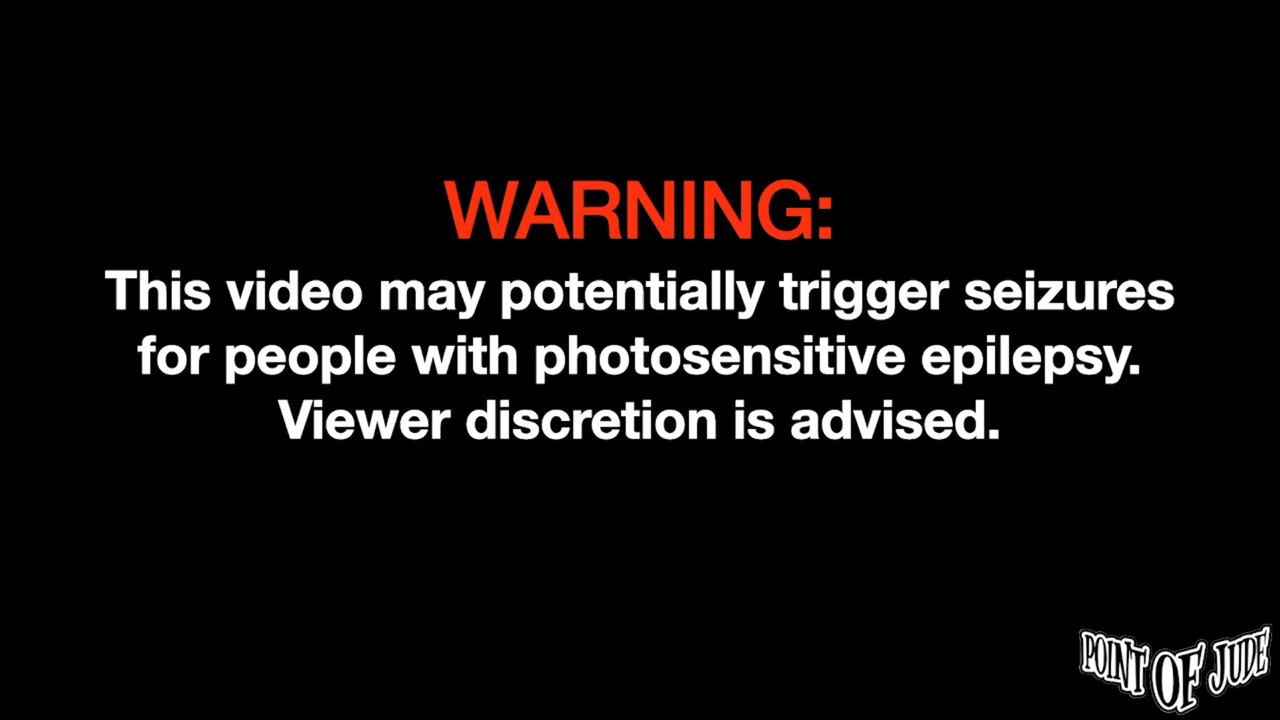 WARNING:
This video may potentially trigger seizures
for people with photosensitive epilepsy.
Viewer discretion is advised.
POINT OF JUDE